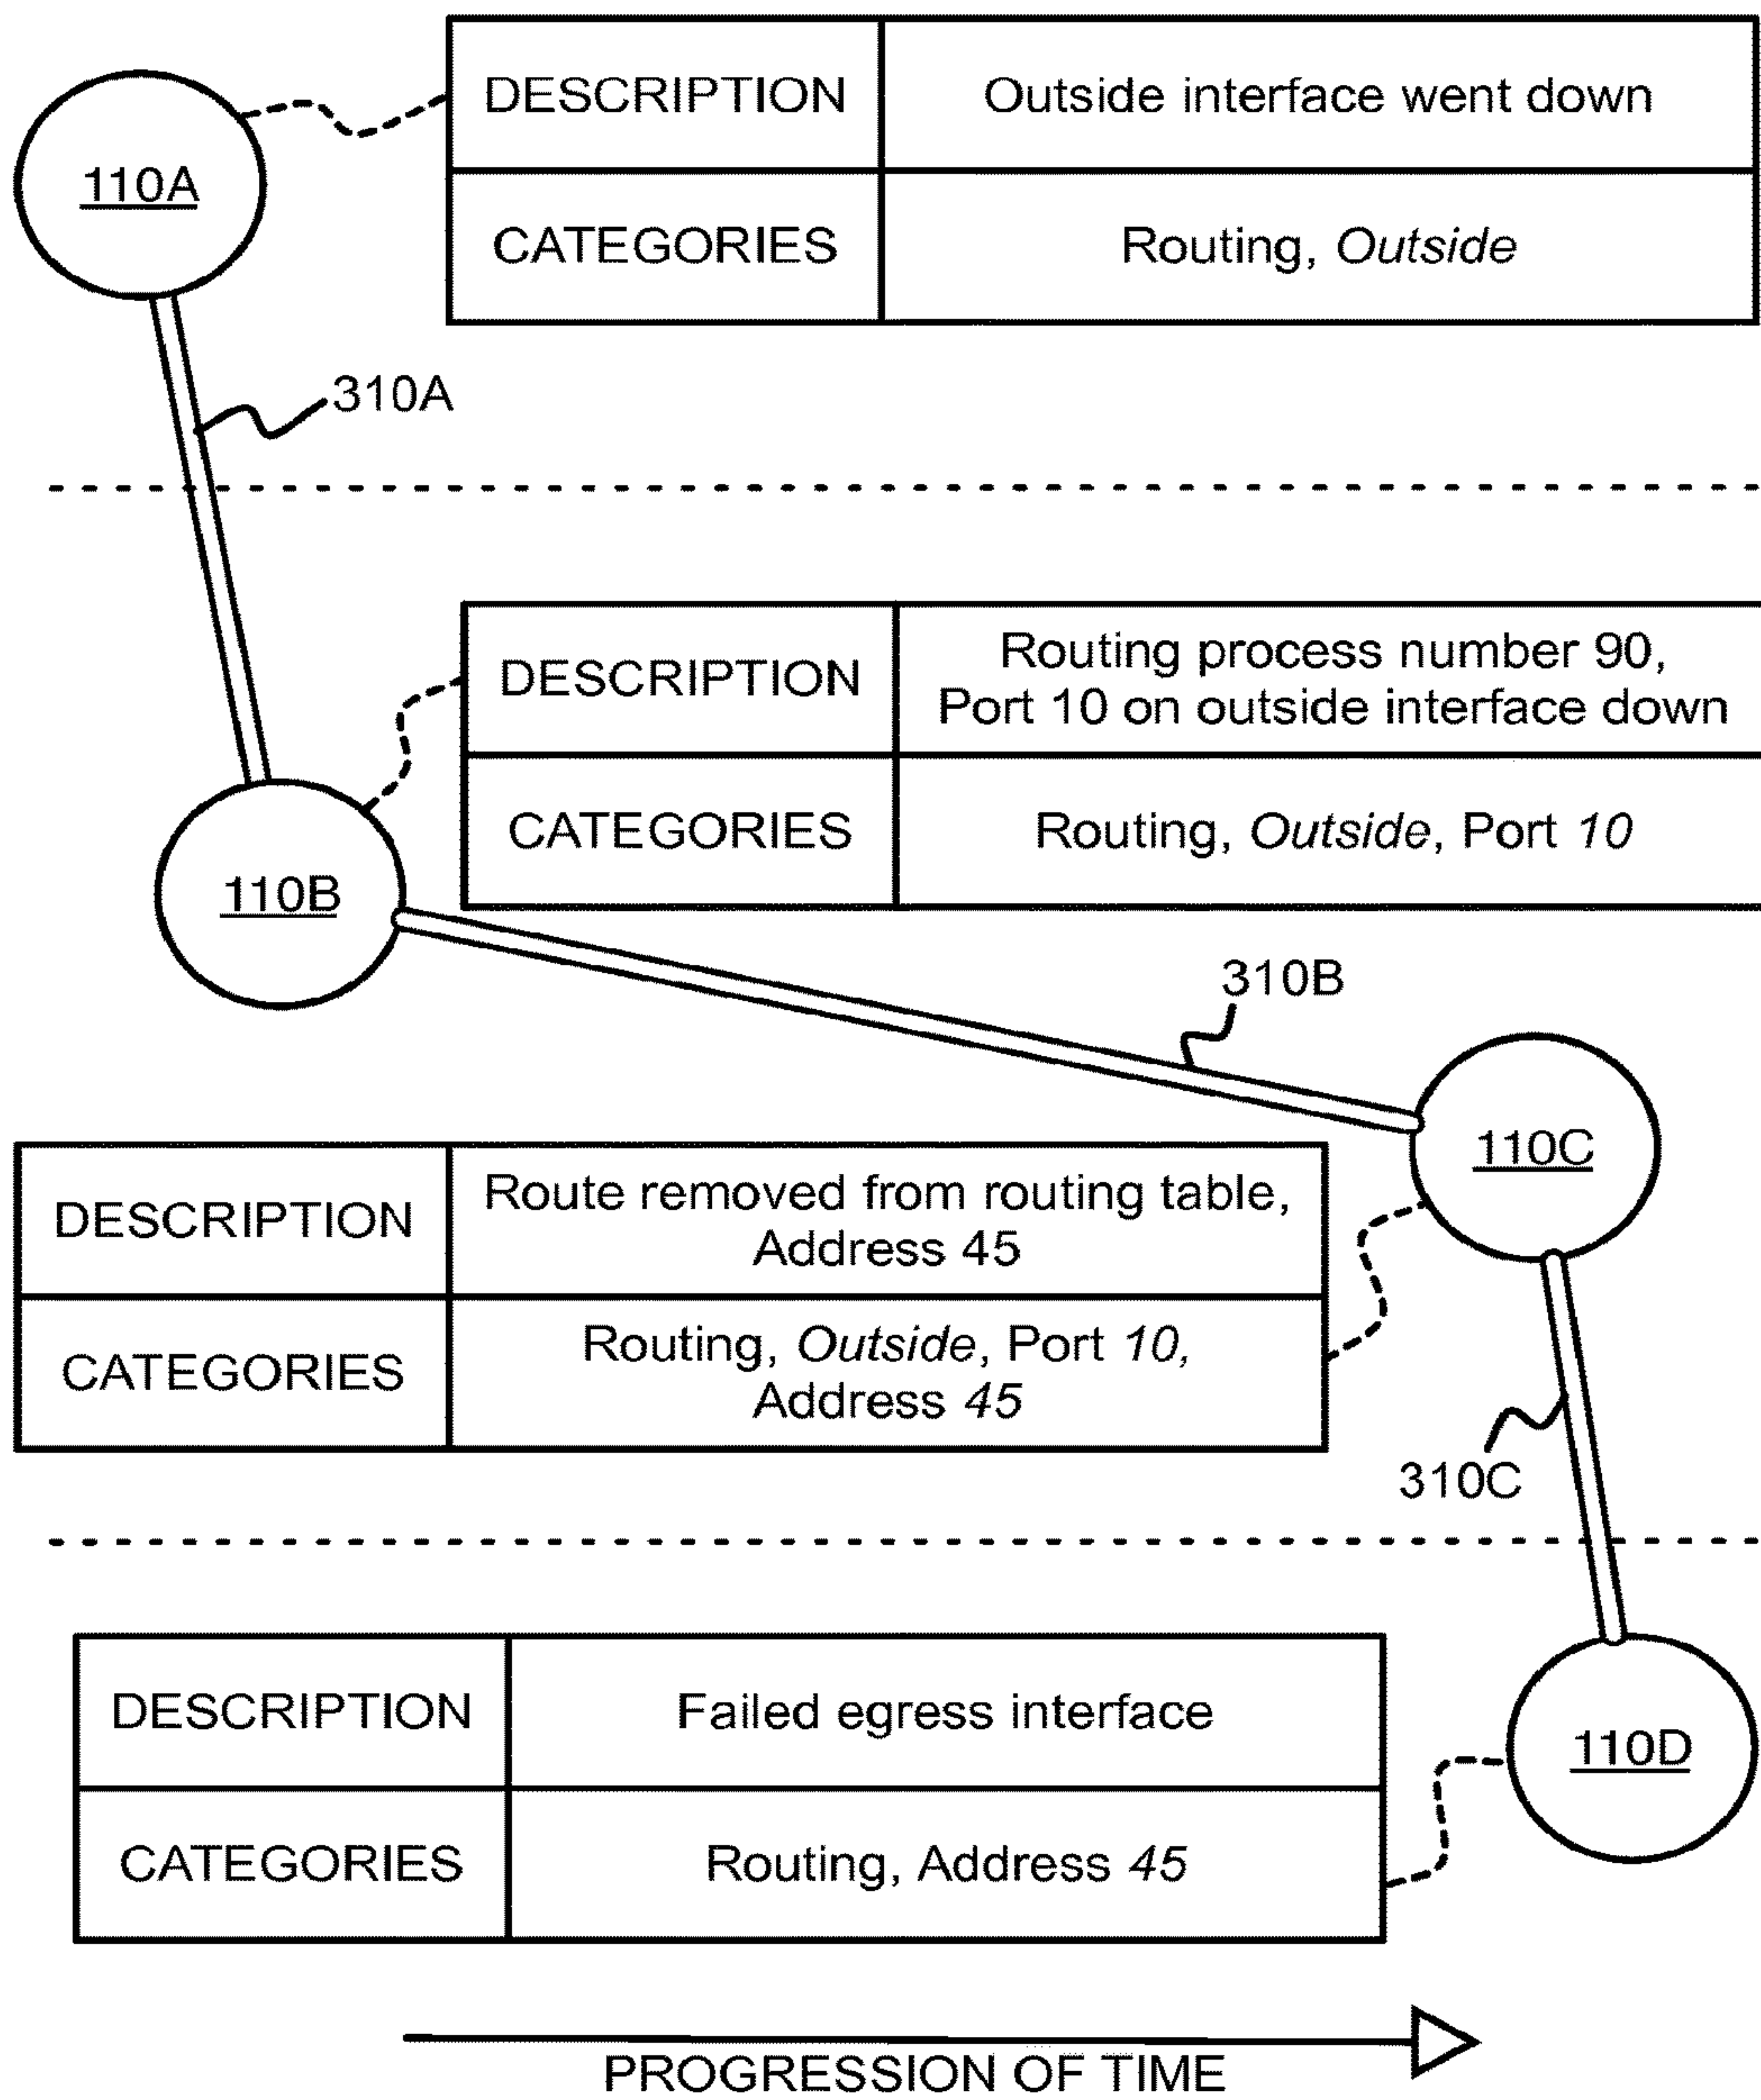 DESCRIPTION
Outside interface went down
110A
CATEGORIES
Routing, Outside
310A
DESCRIPTION
Routing process number 90,
Port 10 on outside interface down
CATEGORIES
Routing, Outside, Port 10
110B
310B
110C
DESCRIPTION
Route removed from routing table,
Address 45
CATEGORIES
Routing, Outside, Port 10,
Address 45
310C
DESCRIPTION
Failed egress interface
110D
CATEGORIES
Routing, Address 45
PROGRESSION OF TIME